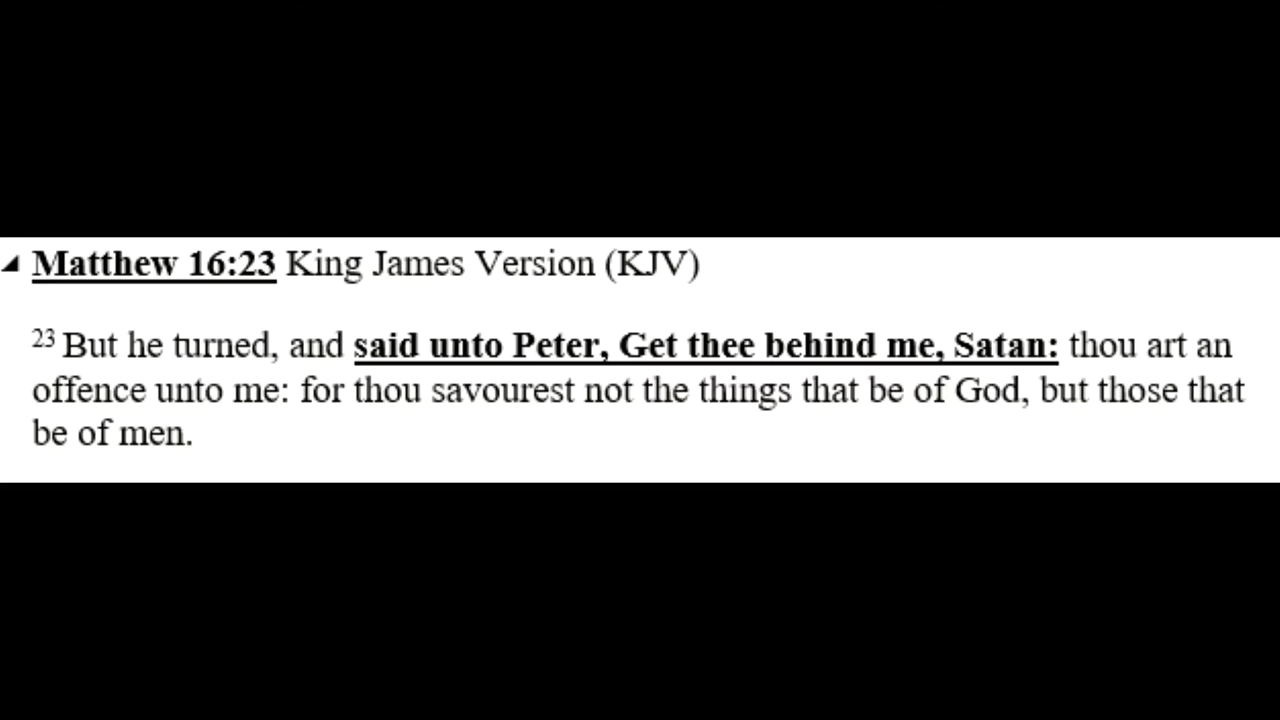 Matthew 16:23 King James Version (KJV)
23 But he turned, and said unto Peter, Get thee behind me, Satan: thou art an
offence unto me: for thou savourest not the things that be of God, but those that
be of men.